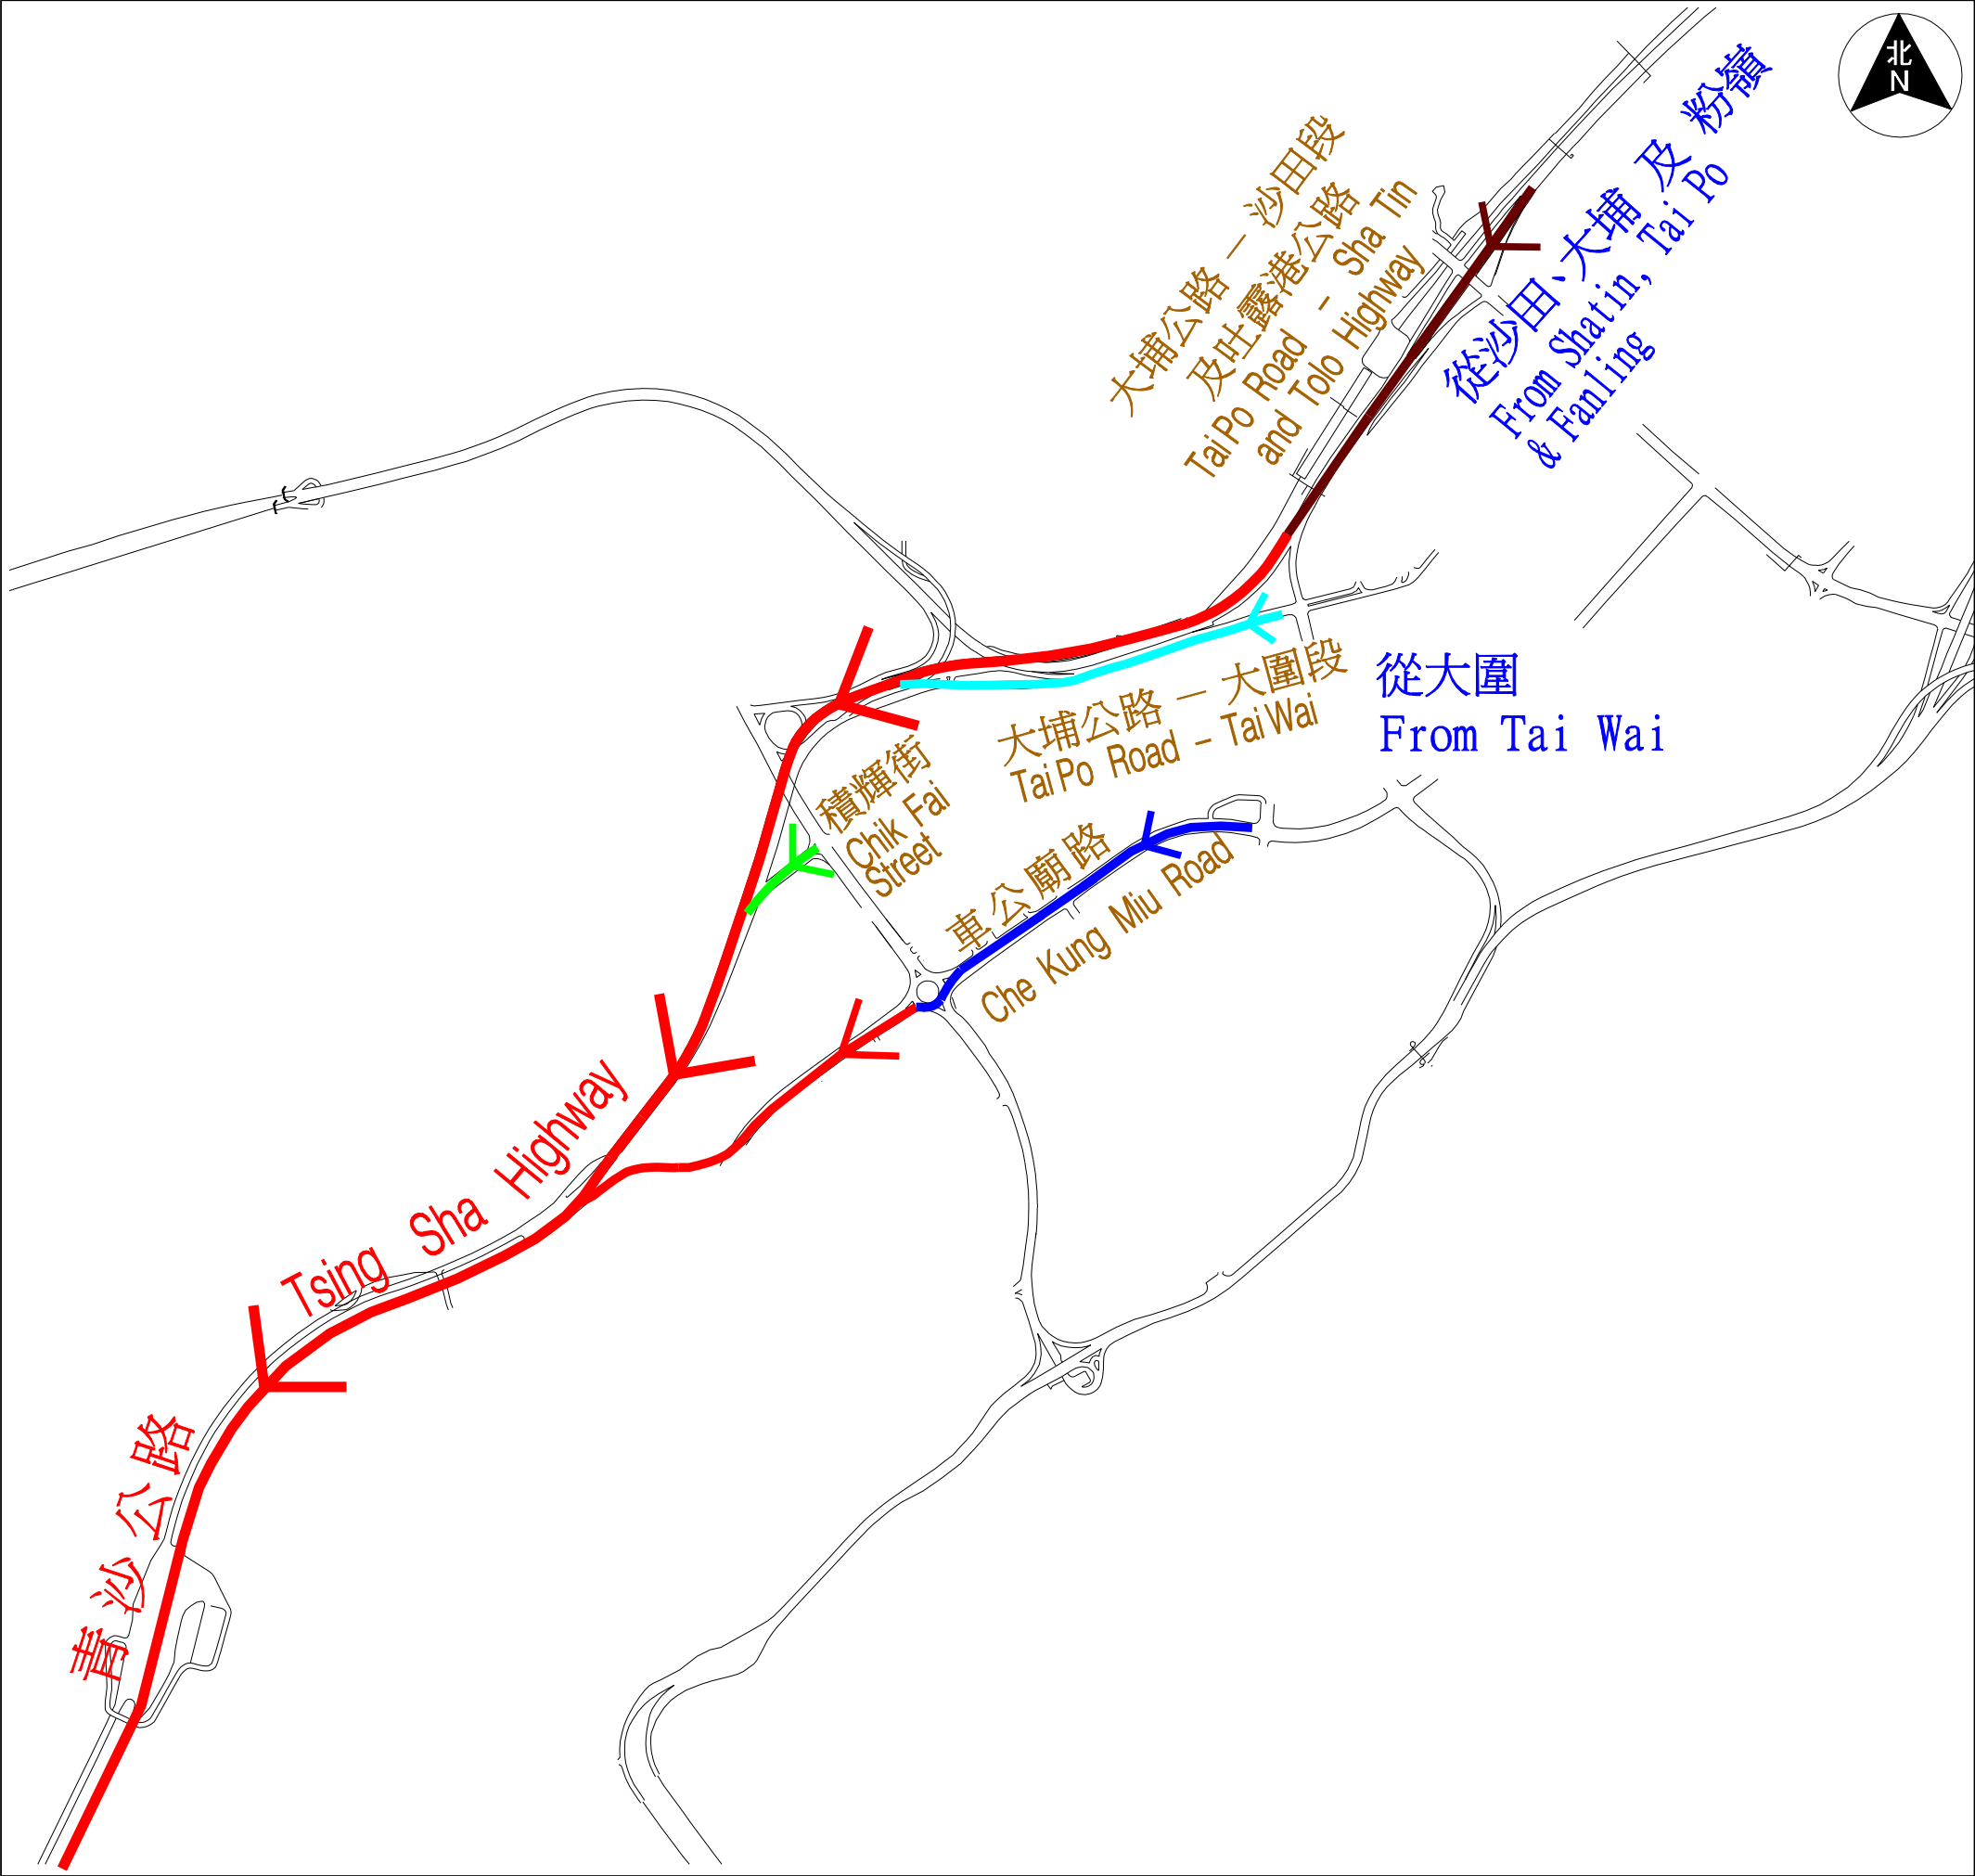 北
N
大埔公路 － 沙田段
及吐露港公路
Tai Po Road - Sha Tin
and Tolo Highway
從沙田、大埔 及 粉嶺
From Shatin, Tai Po
& Fanling
大埔公路 － 大圍段
Tai Po Road - Tai Wai
從大圍
From Tai Wai
積輝街
Chik Fai
Street
車公廟路
Che Kung Miu Road
Tsing Sha Highway
青沙公路